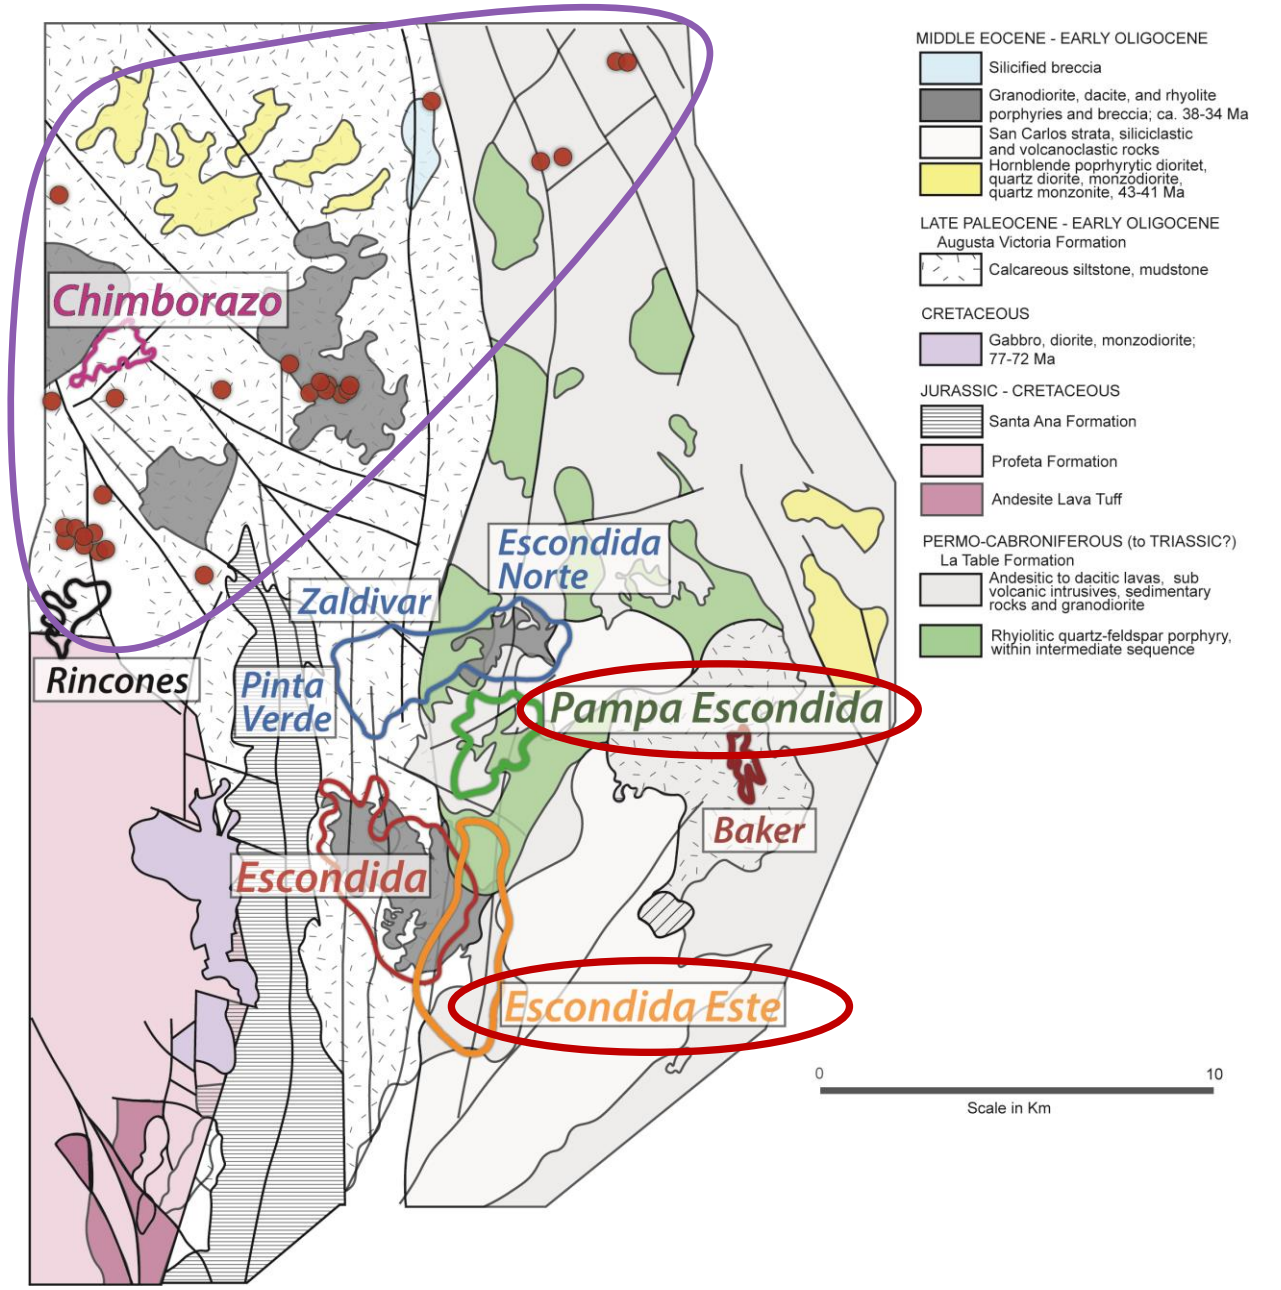 Chimborazo
Escondida
Norte
Zaldivar
Rincones
Pinta
Verde
Pampa Escondida
Baker
Escondida
Escondida Este
MIDDLE EOCENE - EARLY OLIGOCENE
Silicified breccia
Granodiorite, dacite, and rhyolite
porphyries and breccia; ca. 38-34 Ma
San Carlos strata, siliciclastic
and volcanoclastic rocks
Hornblende poprhyrytic dioritet,
quartz diorite, monzodiorite,
quartz monzonite, 43-41 Ma
LATE PALEOCENE - EARLY OLIGOCENE
Augusta Victoria Formation
Calcareous siltstone, mudstone
CRETACEOUS
Gabbro, diorite, monzodiorite;
77-72 Ma
JURASSIC - CRETACEOUS
Santa Ana Formation
Profeta Formation
Andesite Lava Tuff
PERMO-CABRONIFEROUS (to TRIASSIC?)
La Table Formation
Andesitic to dacitic lavas, sub
volcanic intrusives, sedimentary
rocks and granodiorite
Rhyiolitic quartz-feldspar porphyry,
within intermediate sequence
0 10
Scale in Km